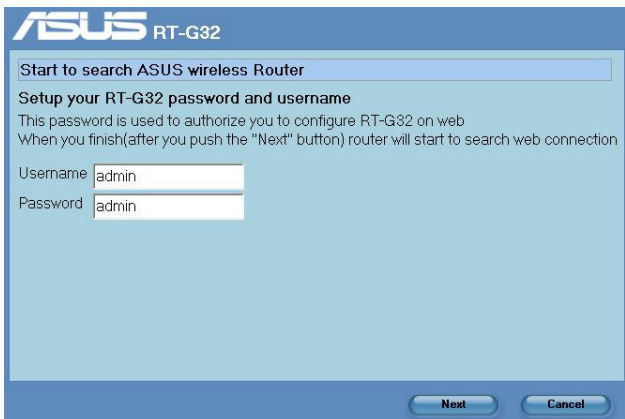 ASUS RT-G32
Start to search ASUS wireless Router
Setup your RT-G32 password and username
This password is used to authorize you to configure RT-G32 on web
When you finish(after you push the "Next" button) router will start to search web connection
Username admin
Password admin
Next Cancel